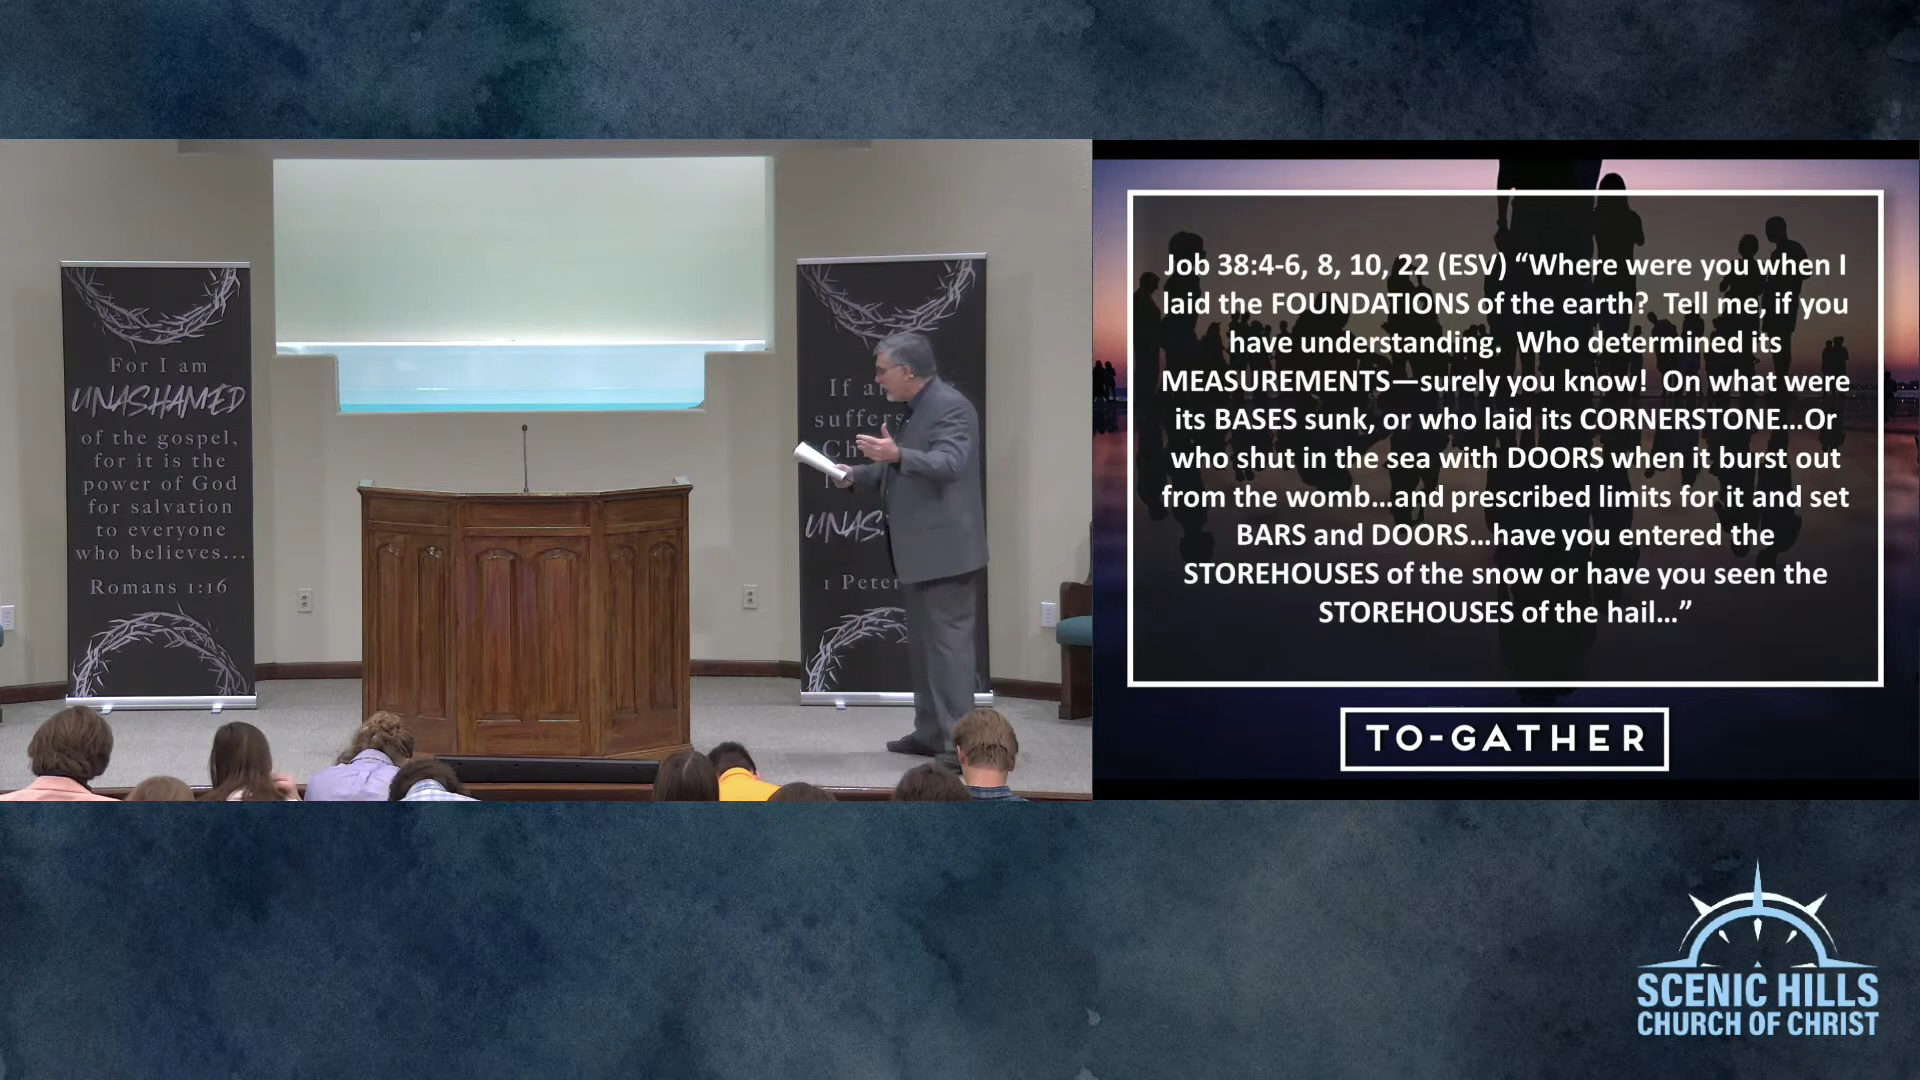 For I am
UNASHAMED
of the gospel,
for it is the
power of God
for salvation
to everyone
who believes...
Romans 1:16
If
suffers
UNAS
1 Peter
Job 38:4-6, 8, 10, 22 (ESV) “Where were you when I
laid the FOUNDATIONS of the earth? Tell me, if you
have understanding. Who determined its
MEASUREMENTS—surely you know! On what were
its BASES sunk, or who laid its CORNERSTONE…Or
who shut in the sea with DOORS when it burst out
from the womb…and prescribed limits for it and set
BARS and DOORS…have you entered the
STOREHOUSES of the snow or have you seen the
STOREHOUSES of the hail…”
TO-GATHER
SCENIC HILLS
CHURCH OF CHRIST